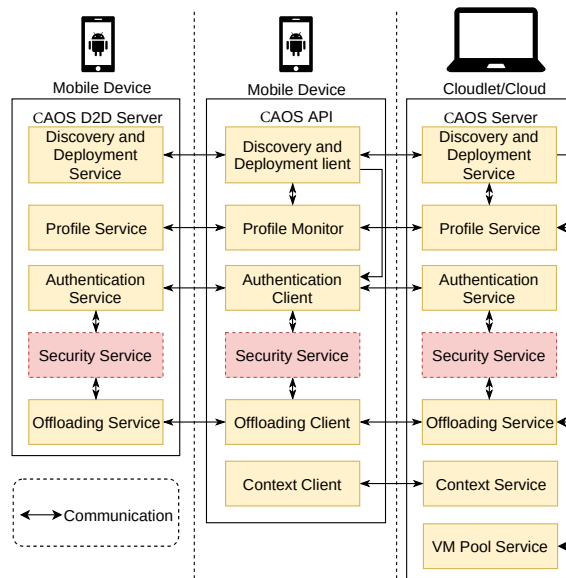 Mobile Device
Mobile Device
Cloudlet/Cloud
CAOS D2D Server
Discovery and
Deployment
Service
Profile Service
Authentication
Service
Security Service
Offloading Service
CAOS API
Discovery and
Deployment lient
Profile Monitor
Authentication
Client
Security Service
Offloading Client
Context Client
CAOS Server
Discovery and
Deployment
Service
Profile Service
Authentication
Service
Security Service
Offloading Service
Context Service
VM Pool Service
Communication